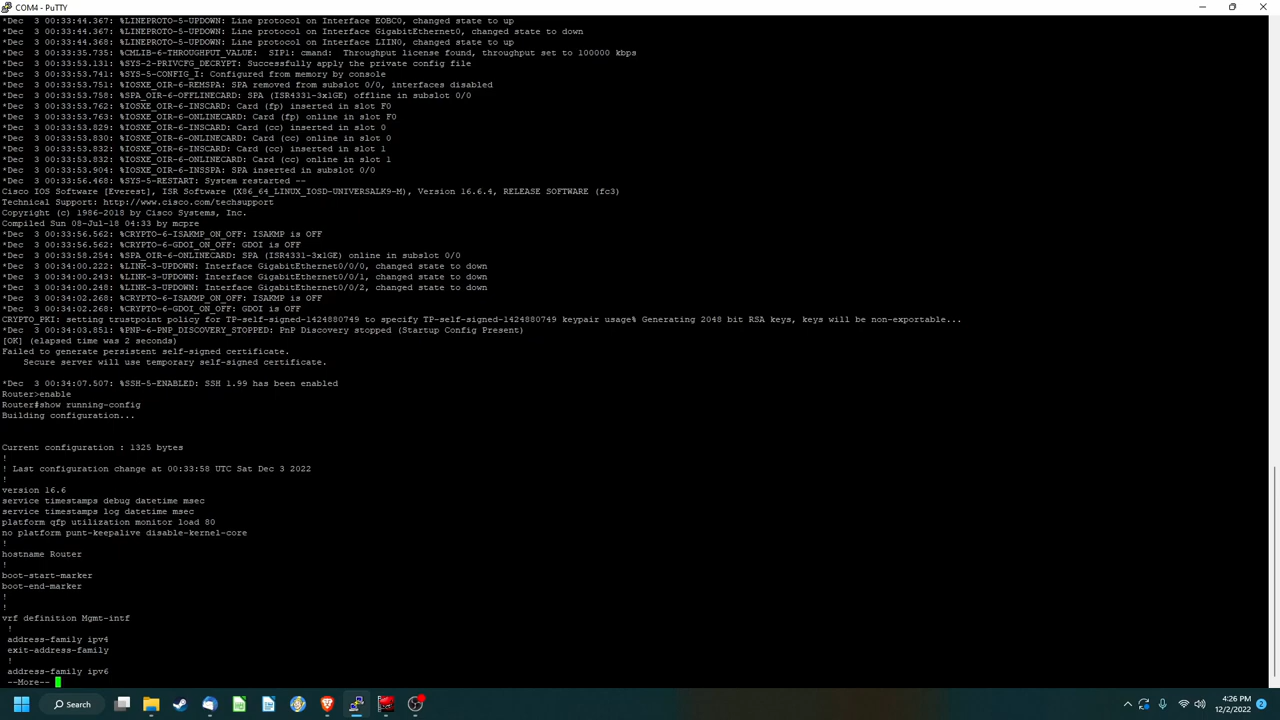 COM4 - PuTTY
*Dec  3 00:33:44.367: %LINEPROTO-5-UPDOWN: Line protocol on Interface EOBC0, changed state to up
*Dec  3 00:33:44.367: %LINEPROTO-5-UPDOWN: Line protocol on Interface GigabitEthernet0, changed state to down
*Dec  3 00:33:44.368: %LINEPROTO-5-UPDOWN: Line protocol on Interface LIIN0, changed state to up
*Dec  3 00:33:35.735: %CMLIB-6-THROUGHPUT_VALUE:  SIP1: cmand:  Throughput license found, throughput set to 100000 kbps
*Dec  3 00:33:53.131: %SYS-2-PRIVCFG_DECRYPT: Successfully apply the private config file
*Dec  3 00:33:53.741: %SYS-5-CONFIG_I: Configured from memory by console
*Dec  3 00:33:53.751: %IOSXE_OIR-6-REMSPA: SPA removed from subslot 0/0, interfaces disabled
*Dec  3 00:33:53.758: %SPA_OIR-6-OFFLINECARD: SPA (ISR4331-3x1GE) offline in subslot 0/0
*Dec  3 00:33:53.762: %IOSXE_OIR-6-INSCARD: Card (fp) inserted in slot F0
*Dec  3 00:33:53.763: %IOSXE_OIR-6-ONLINECARD: Card (fp) online in slot F0
*Dec  3 00:33:53.829: %IOSXE_OIR-6-INSCARD: Card (cc) inserted in slot 0
*Dec  3 00:33:53.830: %IOSXE_OIR-6-ONLINECARD: Card (cc) online in slot 0
*Dec  3 00:33:53.832: %IOSXE_OIR-6-INSCARD: Card (cc) inserted in slot 1
*Dec  3 00:33:53.832: %IOSXE_OIR-6-ONLINECARD: Card (cc) online in slot 1
*Dec  3 00:33:53.904: %IOSXE_OIR-6-INSSPA: SPA inserted in subslot 0/0
*Dec  3 00:33:56.468: %SYS-5-RESTART: System restarted --
Cisco IOS Software [Everest], ISR Software (X86_64_LINUX_IOSD-UNIVERSALK9-M), Version 16.6.4, RELEASE SOFTWARE (fc3)
Technical Support: http://www.cisco.com/techsupport
Copyright (c) 1986-2018 by Cisco Systems, Inc.
Compiled Sun 08-Jul-18 04:33 by mcpre
*Dec  3 00:33:56.562: %CRYPTO-6-ISAKMP_ON_OFF: ISAKMP is OFF
*Dec  3 00:33:56.562: %CRYPTO-6-GDOI_ON_OFF: GDOI is OFF
*Dec  3 00:33:58.254: %SPA_OIR-6-ONLINECARD: SPA (ISR4331-3x1GE) online in subslot 0/0
*Dec  3 00:34:00.222: %LINK-3-UPDOWN: Interface GigabitEthernet0/0/0, changed state to down
*Dec  3 00:34:00.243: %LINK-3-UPDOWN: Interface GigabitEthernet0/0/1, changed state to down
*Dec  3 00:34:00.248: %LINK-3-UPDOWN: Interface GigabitEthernet0/0/2, changed state to down
*Dec  3 00:34:02.268: %CRYPTO-6-ISAKMP_ON_OFF: ISAKMP is OFF
*Dec  3 00:34:02.268: %CRYPTO-6-GDOI_ON_OFF: GDOI is OFF
CRYPTO_PKI: setting trustpoint policy for TP-self-signed-1424880749 to specify TP-self-signed-1424880749 keypair usage% Generating 2048 bit RSA keys, keys will be non-exportable...
*Dec  3 00:34:03.851: %PNP-6-PNP_DISCOVERY_STOPPED: PnP Discovery stopped (Startup Config Present)
[OK] (elapsed time was 2 seconds)
Failed to generate persistent self-signed certificate.
    Secure server will use temporary self-signed certificate.
*Dec  3 00:34:07.507: %SSH-5-ENABLED: SSH 1.99 has been enabled
Router>enable
Router#show running-config
Building configuration...
Current configuration : 1325 bytes
!
! Last configuration change at 00:33:58 UTC Sat Dec 3 2022
!
version 16.6
service timestamps debug datetime msec
service timestamps log datetime msec
platform qfp utilization monitor load 80
no platform punt-keepalive disable-kernel-core
!
hostname Router
!
boot-start-marker
boot-end-marker
!
!
vrf definition Mgmt-intf
 !
 address-family ipv4
 exit-address-family
 !
 address-family ipv6
 --More--
Search
4:26 PM
12/2/2022
2